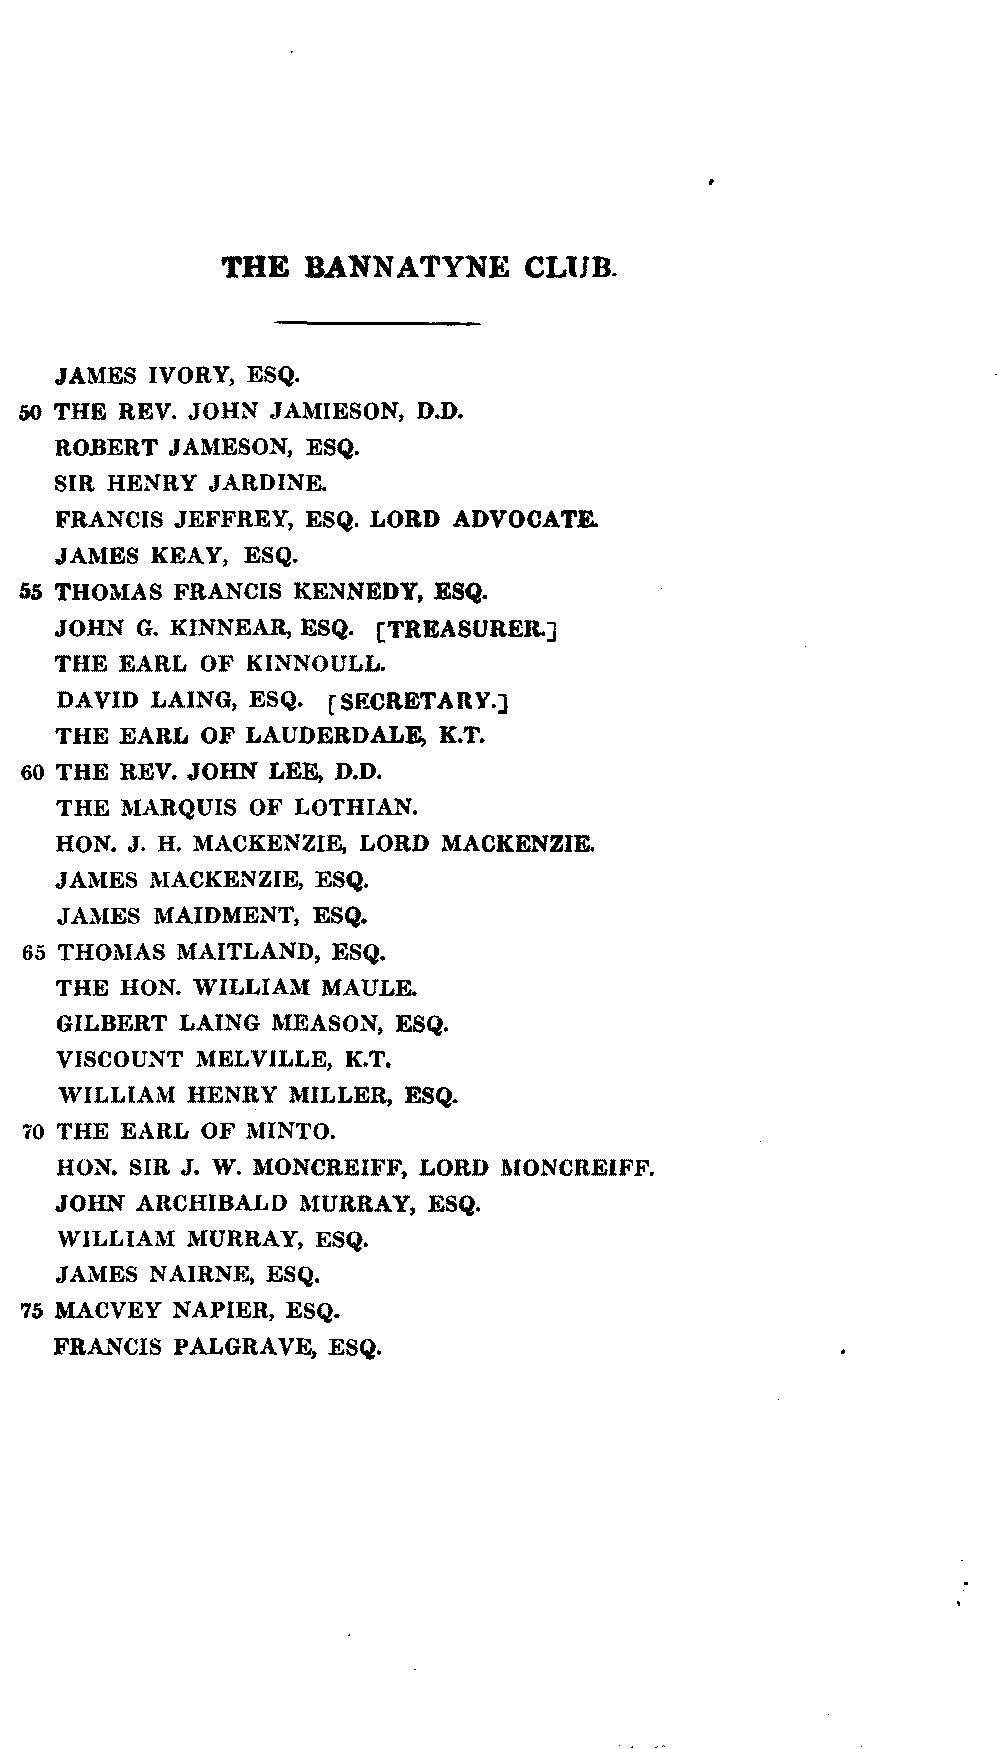 THE BANNATYNE CLUB.
JAMES IVORY, ESQ.
50 THE REV. JOHN JAMIESON, D.D.
ROBERT JAMESON, ESQ.
SIR HENRY JARDINE.
FRANCIS JEFFREY, ESQ. LORD ADVOCATE.
JAMES KEAY, ESQ.
55 THOMAS FRANCIS KENNEDY, ESQ.
JOHN G. KINNEAR, ESQ. [TREASURER.]
THE EARL OF KINNOULL.
DAVID LAING, ESQ. [SECRETARY.]
THE EARL OF LAUDERDALE, K.T.
60 THE REV. JOHN LEE, D.D.
THE MARQUIS OF LOTHIAN.
HON. J. H. MACKENZIE, LORD MACKENZIE.
JAMES MACKENZIE, ESQ.
JAMES MAIDMENT, ESQ.
65 THOMAS MAITLAND, ESQ.
THE HON. WILLIAM MAULE.
GILBERT LAING MEASON, ESQ.
VISCOUNT MELVILLE, K.T.
WILLIAM HENRY MILLER, ESQ.
70 THE EARL OF MINTO.
HON. SIR J. W. MONCREIFF, LORD MONCREIFF.
JOHN ARCHIBALD MURRAY, ESQ.
WILLIAM MURRAY, ESQ.
JAMES NAIRNE, ESQ.
75 MACVEY NAPIER, ESQ.
FRANCIS PALGRAVE, ESQ.